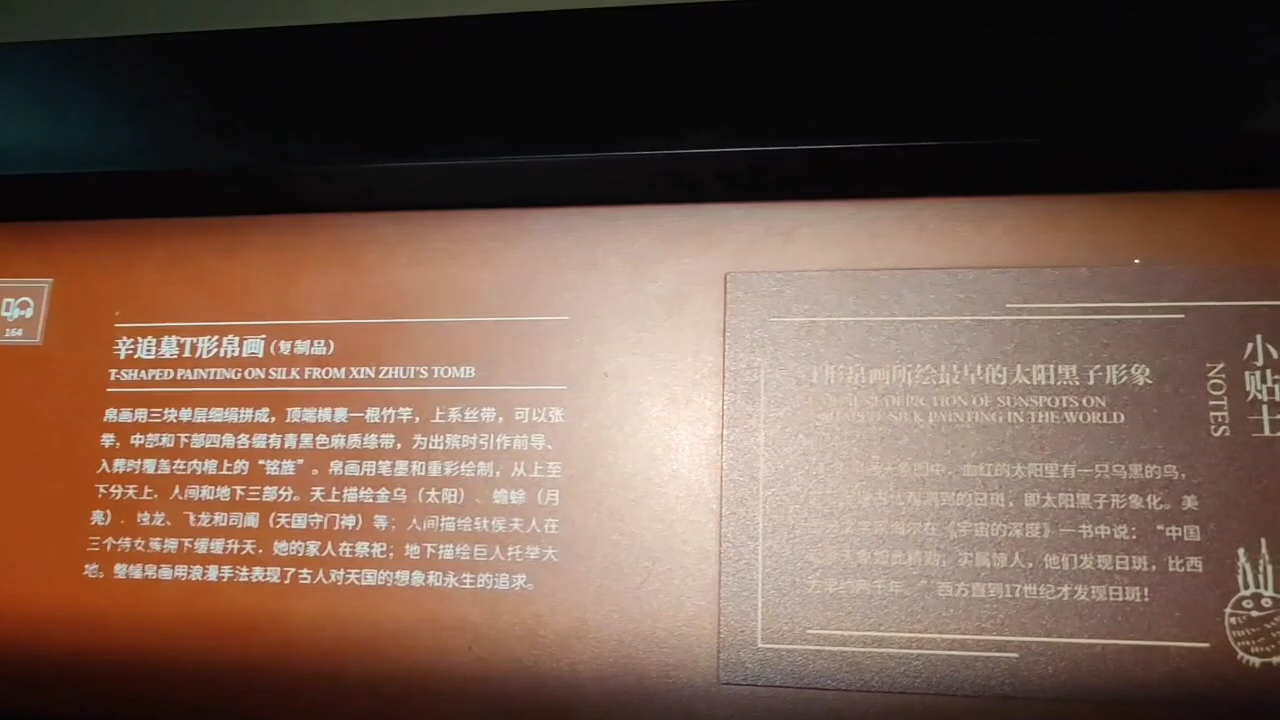 164
辛追墓T形帛画(复制品)
T-SHAPED PAINTING ON SILK FROM XIN ZHUI'S TOMB
帛画用三块单层细绢拼成,顶端横裹一根竹竿,上系丝带,可以张
举,中部和下部四角各缀有青黑色麻质绦带,为出殡时引作前导、
入葬时覆盖在内棺上的“铭旌”。帛画用笔墨和重彩绘制,从上至
下分天上、人间和地下三部分。天上描绘金乌(太阳)、蟾蜍(月
亮)、烛龙、飞龙和司阍(天国守门神)等;人间描绘轪侯夫人在
三个侍女簇拥下缓缓升天,她的家人在祭祀;地下描绘巨人托举大
地。整幅帛画用浪漫手法表现了古人对天国的想象和永生的追求。
小贴士
NOTES
形帛画所绘最早的太阳黑子形象
DEPICTION OF SUNSPOTS ON
SILK PAINTING IN THE WORLD
图中,血红的太阳里有一只乌黑的鸟,
到的日斑,即太阳黑子形象化。美
在《宇宙的深度》一书中说:“中国
如此精勤,实属惊人,他们发现日斑,比西
年。”西方直到17世纪才发现日斑!